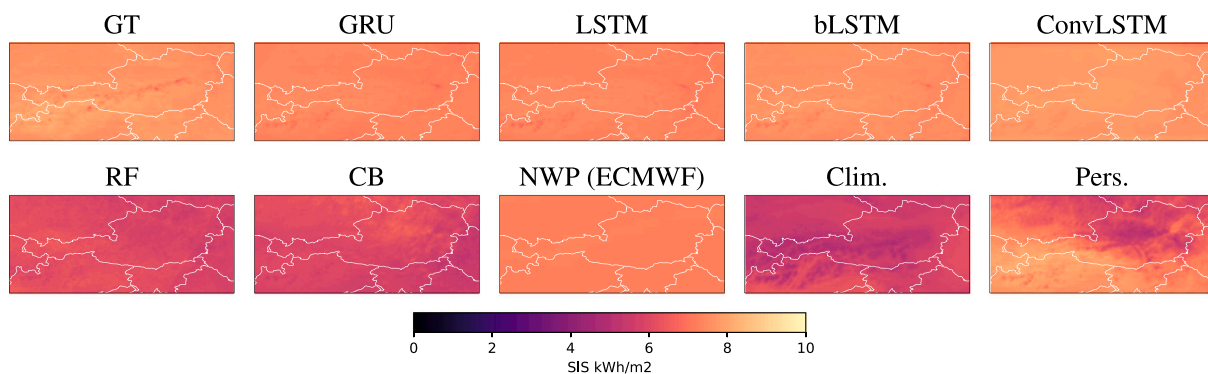 GT GRU LSTM bLSTM ConvLSTM
RF CB NWP (ECMWF) Clim. Pers.
0 2 4 6 8 10
SIS kWh/m2